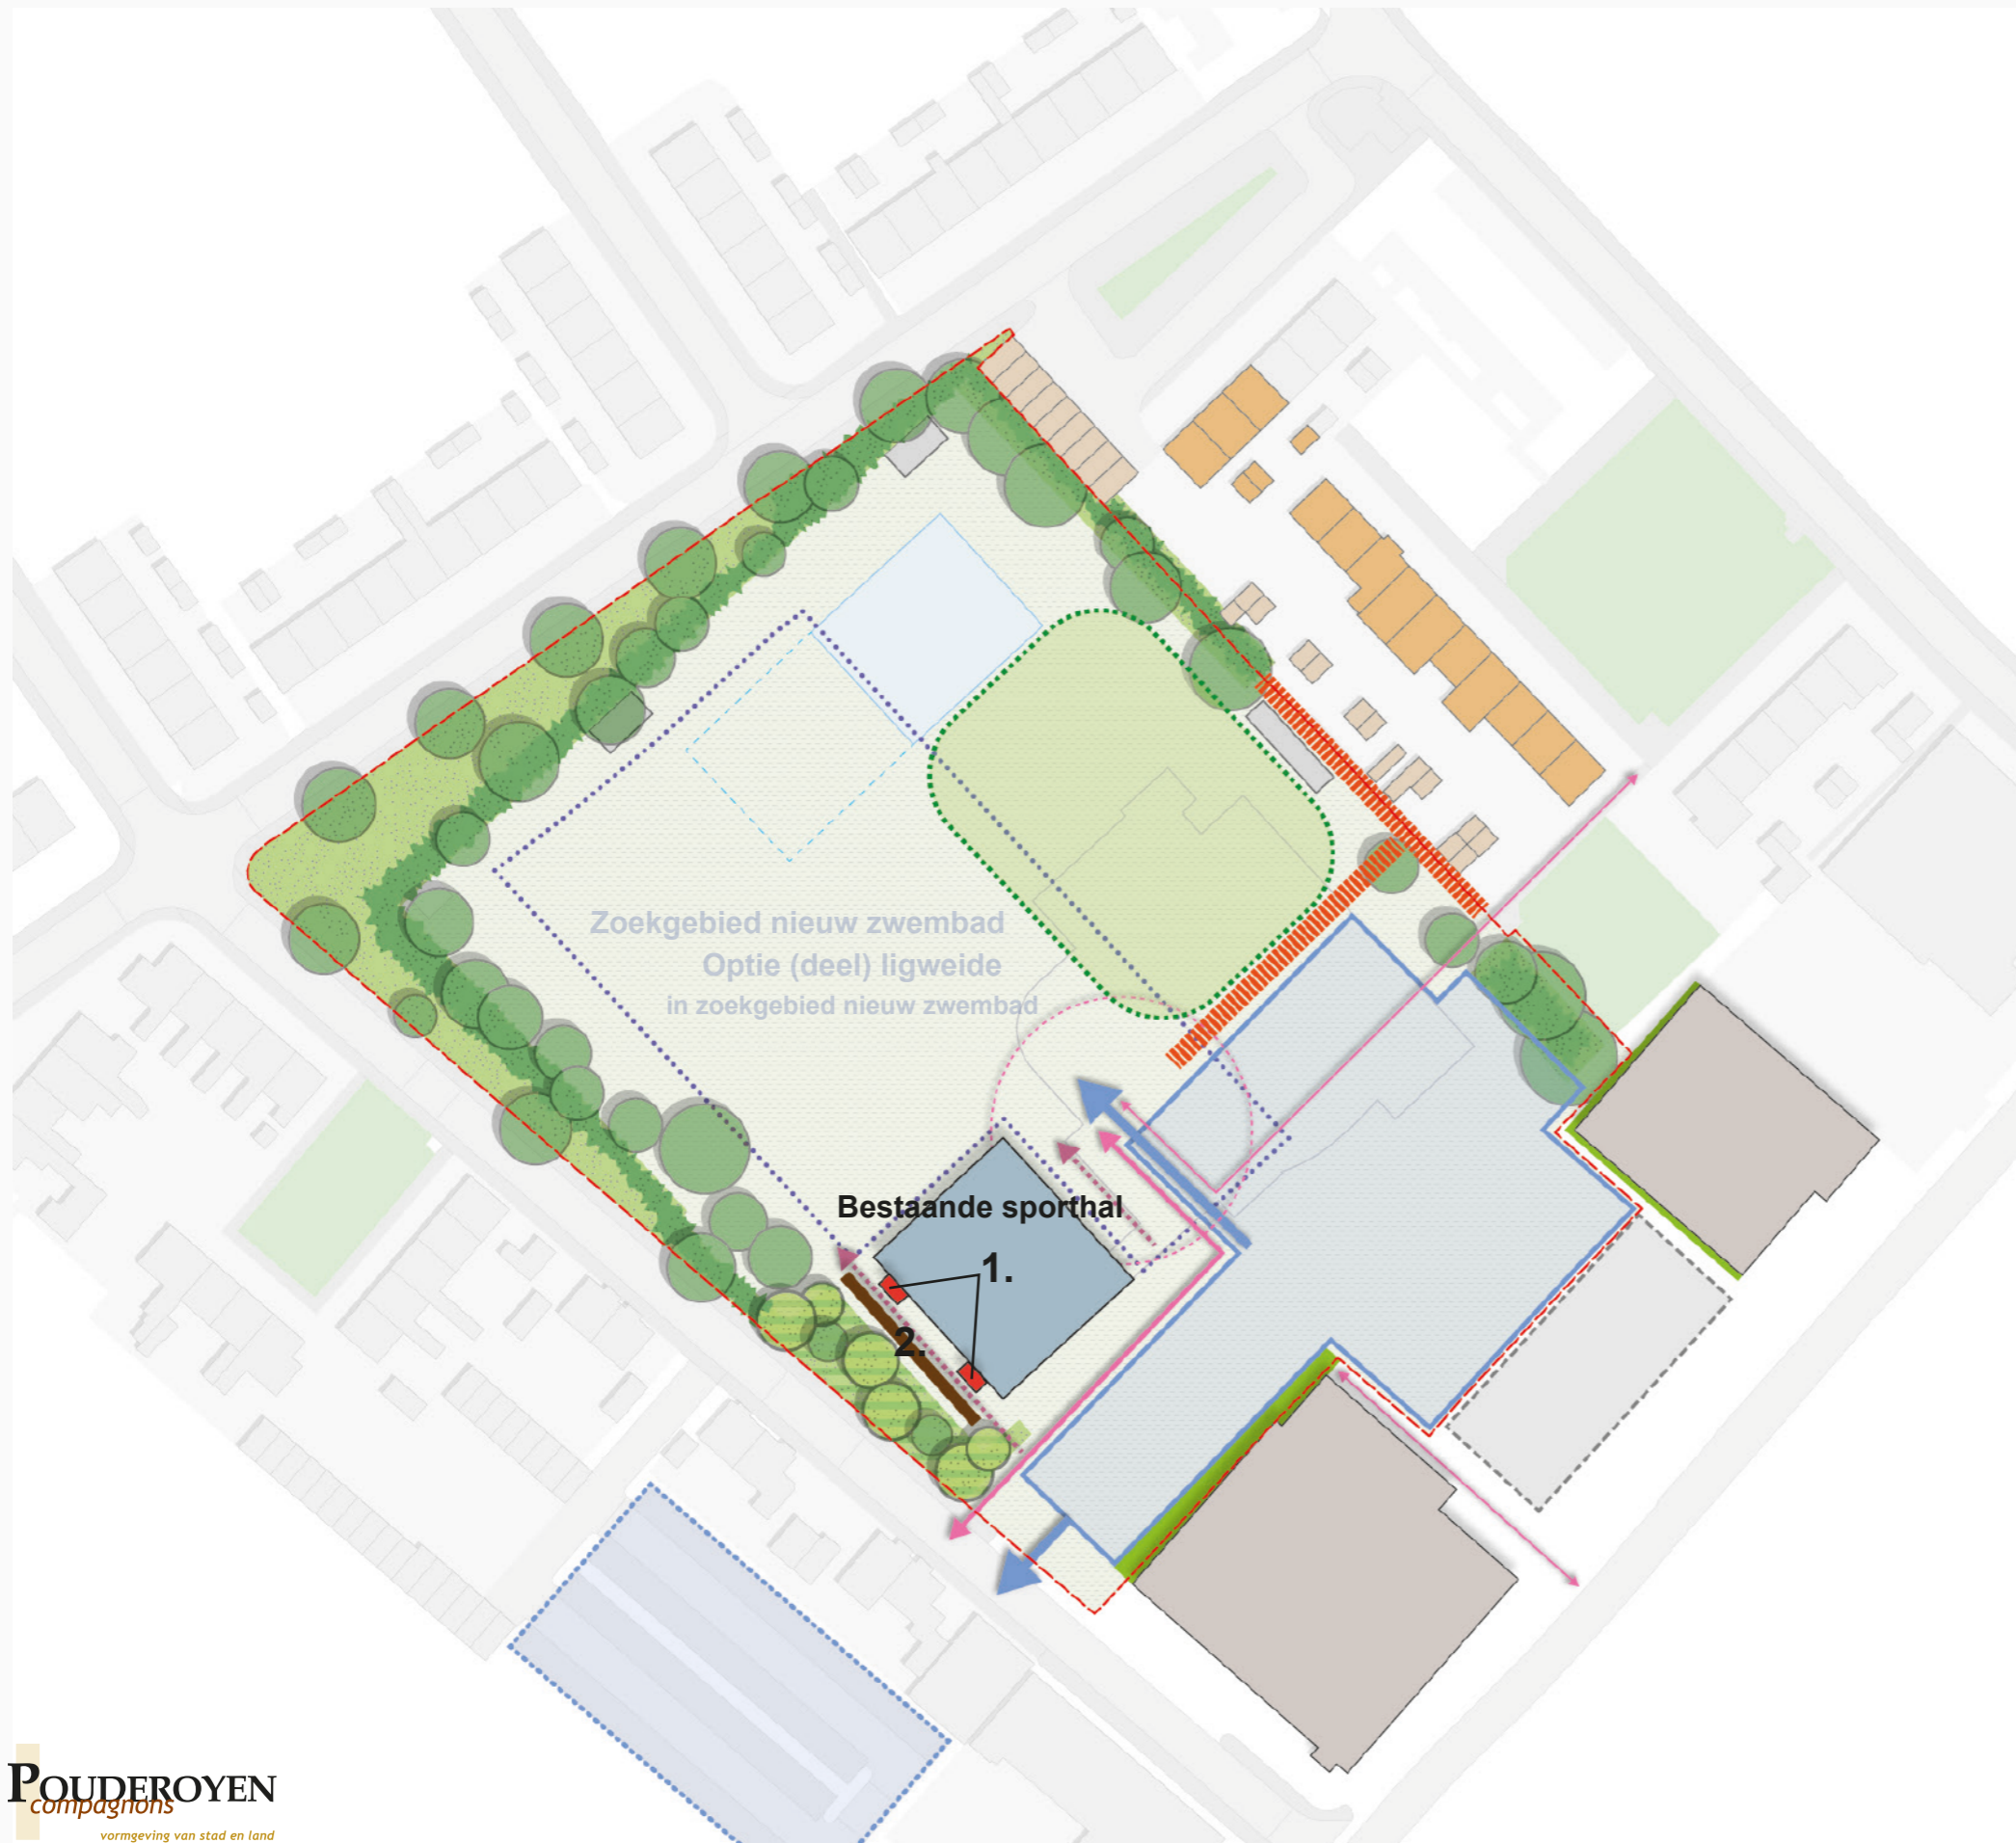 Zoekgebied nieuw zwembad
Optie (deel) ligweide
in zoekgebied nieuw zwembad
Bestaande sporthal
1.
2.
POUDEROYEN
compagnons
vormgeving van stad en land